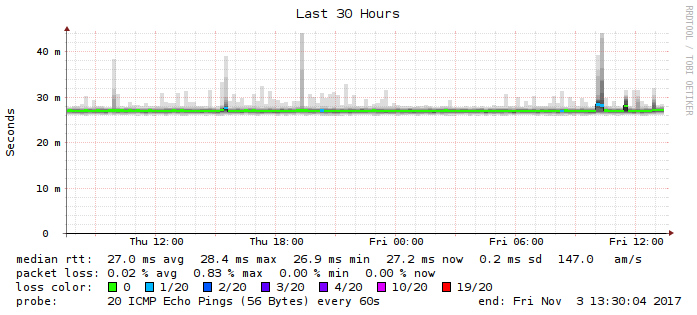 Last 30 Hours
RRDTOOL / TOBI OETIKER
Seconds
40 m
30 m
20 m
10 m
0
Thu 12:00 Thu 18:00 Fri 00:00 Fri 06:00 Fri 12:00
median rtt: 27.0 ms avg 28.4 ms max 26.9 ms min 27.2 ms now 0.2 ms sd 147.0 am/s
packet loss: 0.02 % avg 0.83 % max 0.00 % min 0.00 % now
loss color: 0 1/20 2/20 3/20 4/20 10/20 19/20
probe: 20 ICMP Echo Pings (56 Bytes) every 60s end: Fri Nov 3 13:30:04 2017